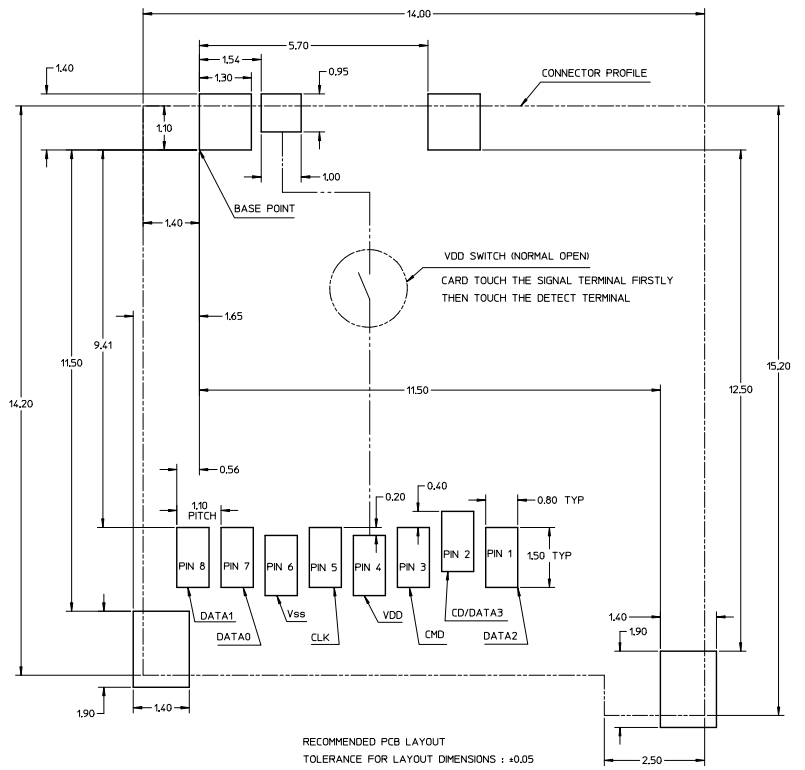 14.00
5.70
1.54
1.30
1.40
0.95
CONNECTOR PROFILE
1.10
1.00
BASE POINT
1.40
VDD SWITCH (NORMAL OPEN)
CARD TOUCH THE SIGNAL TERMINAL FIRSTLY
THEN TOUCH THE DETECT TERMINAL
1.65
9.41
11.50
15.20
11.50
12.50
14.20
0.56
0.40
0.20
0.80 TYP
1.10
PITCH
1.50 TYP
PIN 8
PIN 7
PIN 6
PIN 5
PIN 4
PIN 3
PIN 2
PIN 1
DATA1
Vss
VDD
CD/DATA3
1.40
DATA0
CLK
CMD
DATA2
1.90
1.90
1.40
RECOMMENDED PCB LAYOUT
TOLERANCE FOR LAYOUT DIMENSIONS : ±0.05
2.50